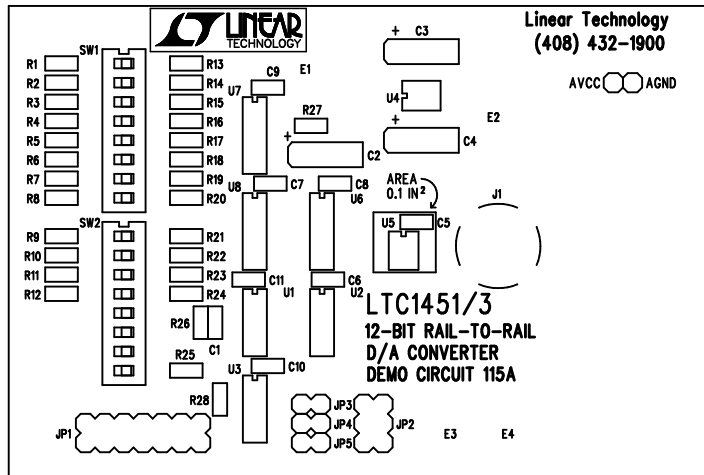 LINEAR
TECHNOLOGY
Linear Technology
(408) 432-1900
AVCC AGND
SW1
R1
R2
R3
R4
R5
R6
R7
R8
R13
R14
R15
R16
R17
R18
R19
R20
SW2
R9
R10
R11
R12
R21
R22
R23
R24
R26
C1
R25
R28
U7
C9
E1
R27
+
C2
+
C3
U4
+
C4
E2
U8
C7
C8
U6
AREA
0.1 IN²
U5
C5
J1
C11
U1
C6
U2
U3
C10
LTC1451/3
12-BIT RAIL-TO-RAIL
D/A CONVERTER
DEMO CIRCUIT 115A
JP1
JP3
JP4
JP5
JP2
E3
E4